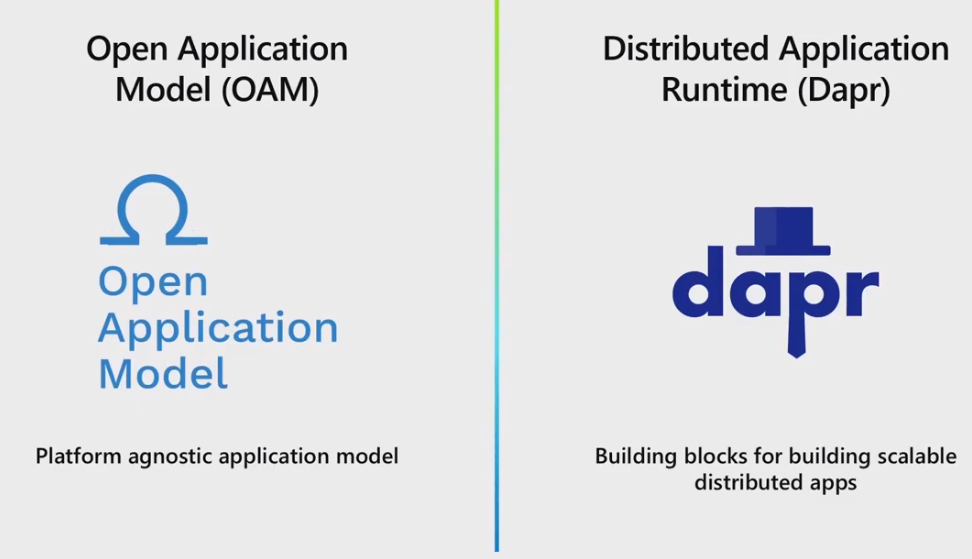 Open Application
Model (OAM)
Open
Application
Model
Platform agnostic application model
Distributed Application
Runtime (Dapr)
dapr
Building blocks for building scalable
distributed apps